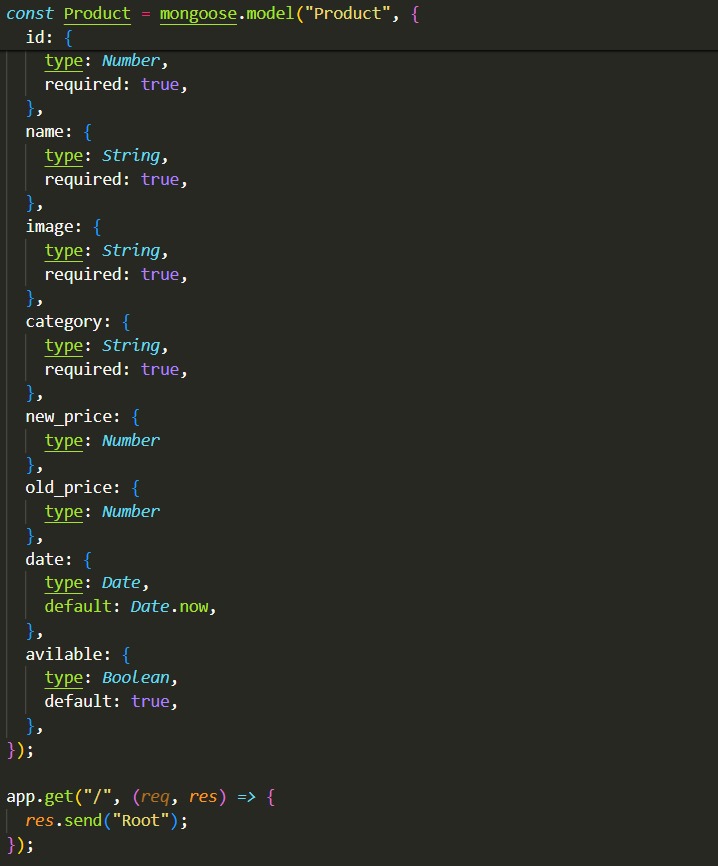 const Product = mongoose.model("Product", {
  id: {
    type: Number,
    required: true,
  },
  name: {
    type: String,
    required: true,
  },
  image: {
    type: String,
    required: true,
  },
  category: {
    type: String,
    required: true,
  },
  new_price: {
    type: Number
  },
  old_price: {
    type: Number
  },
  date: {
    type: Date,
    default: Date.now,
  },
  avilable: {
    type: Boolean,
    default: true,
  },
});

app.get("/", (req, res) => {
  res.send("Root");
});